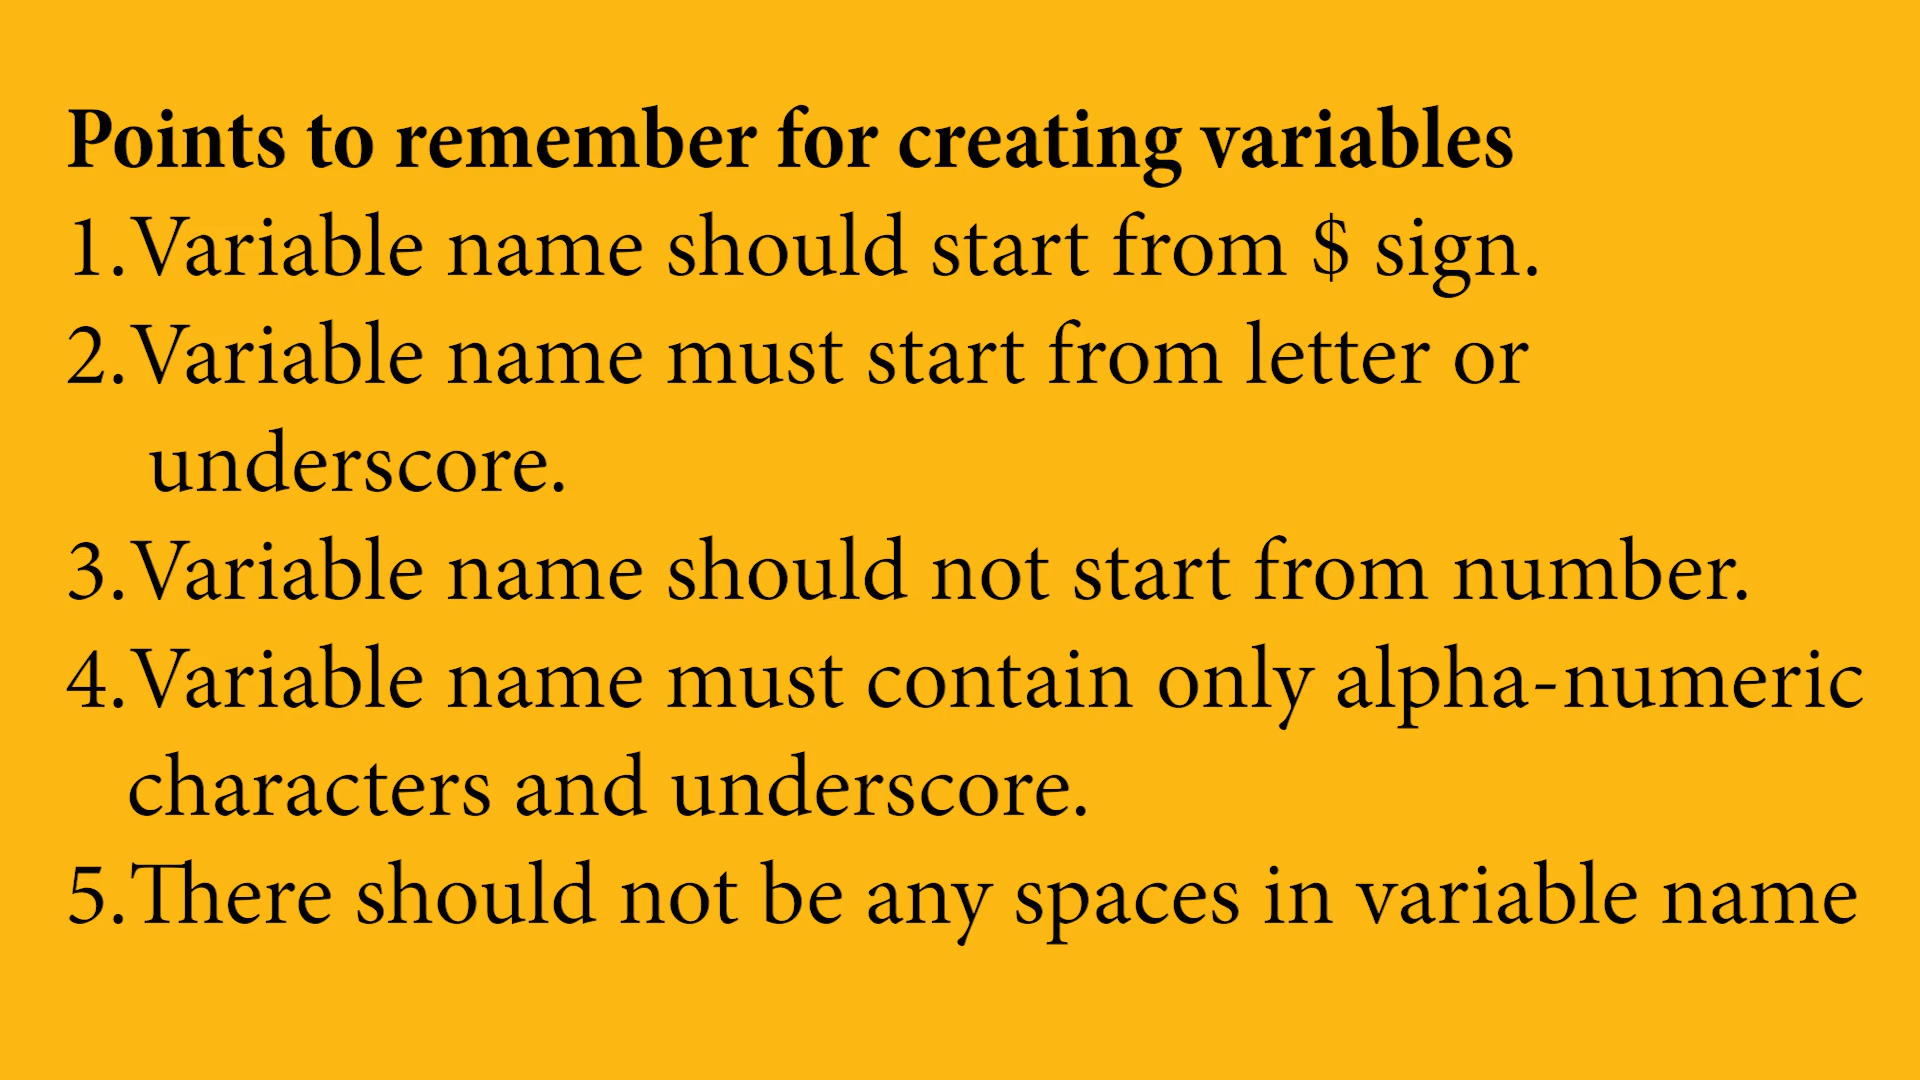 Points to remember for creating variables
1.Variable name should start from $ sign.
2.Variable name must start from letter or
underscore.
3.Variable name should not start from number.
4.Variable name must contain only alpha-numeric
characters and underscore.
5.There should not be any spaces in variable name